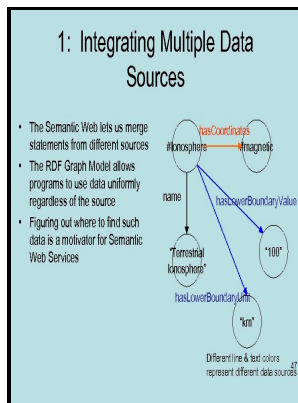 1: Integrating Multiple Data
Sources
• The Semantic Web lets us merge
statements from different sources
• The RDF Graph Model allows
programs to use data uniformly
regardless of the source
• Figuring out where to find such
data is a motivator for Semantic
Web Services
hasCoordinates
#Ionosphere
#magnetic
name
hasLowerBoundaryValue
"Terrestrial
Ionosphere"
"100"
hasLowerBoundaryUnit
"km"
Different line & text colors
represent different data sources
47